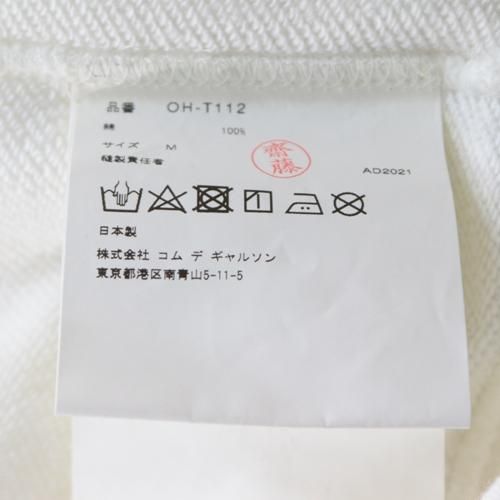 品番 OH-T112
綿 100%
サイズ M
縫製責任者 齋藤
AD2021
日本製
株式会社 コム デ ギャルソン
東京都港区南青山5-11-5